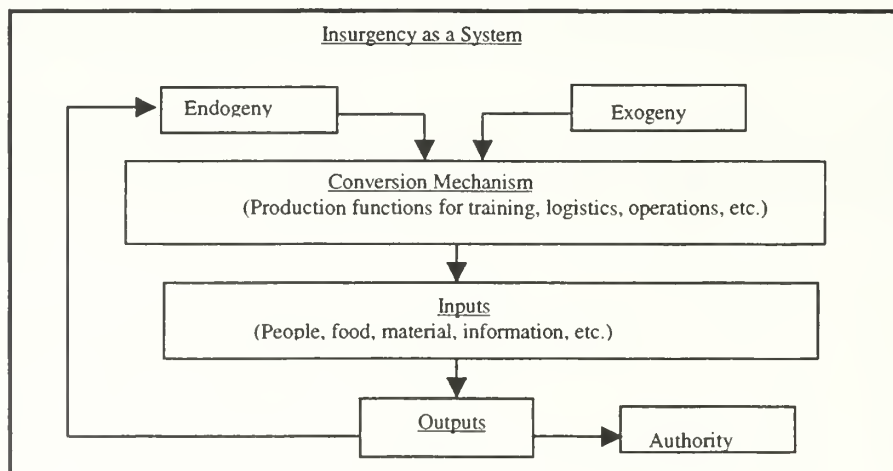 Insurgency as a System
Endogeny
Exogeny
Conversion Mechanism
(Production functions for training, logistics, operations, etc.)
Inputs
(People, food, material, information, etc.)
Outputs
Authority